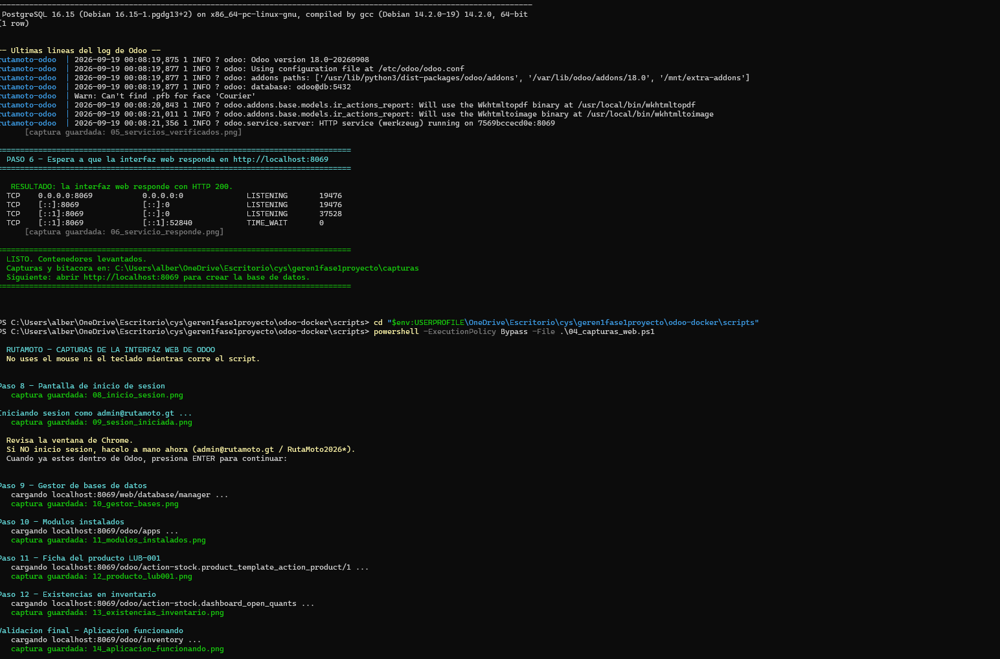 PostgreSQL 16.15 (Debian 16.15-1.pgdg13+2) on x86_64-pc-linux-gnu, compiled by gcc (Debian 14.2.0-19) 14.2.0, 64-bit
(1 row)
-- Ultimas lineas del log de Odoo --
rutamoto-odoo | 2026-09-19 00:08:19,875 1 INFO ? odoo: Odoo version 18.0-20260908
rutamoto-odoo | 2026-09-19 00:08:19,877 1 INFO ? odoo: Using configuration file at /etc/odoo/odoo.conf
rutamoto-odoo | 2026-09-19 00:08:19,877 1 INFO ? odoo: addons paths: ['/usr/lib/python3/dist-packages/odoo/addons', '/var/lib/odoo/addons/18.0', '/mnt/extra-addons']
rutamoto-odoo | 2026-09-19 00:08:19,877 1 INFO ? odoo: database: odoo@db:5432
rutamoto-odoo | Warn: Can't find .pfb for face 'Courier'
rutamoto-odoo | 2026-09-19 00:08:20,843 1 INFO ? odoo.addons.base.models.ir_actions_report: Will use the Wkhtmltopdf binary at /usr/local/bin/wkhtmltopdf
rutamoto-odoo | 2026-09-19 00:08:21,011 1 INFO ? odoo.addons.base.models.ir_actions_report: Will use the Wkhtmltoimage binary at /usr/local/bin/wkhtmltoimage
rutamoto-odoo | 2026-09-19 00:08:21,356 1 INFO ? odoo.service.server: HTTP service (werkzeug) running on 7569bccecd0e:8069
[captura guardada: 05_servicios_verificados.png]
==============================================================================
PASO 6 - Espera a que la interfaz web responda en http://localhost:8069
==============================================================================
RESULTADO: la interfaz web responde con HTTP 200.
TCP 0.0.0.0:8069 0.0.0.0:0 LISTENING 19476
TCP [::]:8069 [::]:0 LISTENING 19476
TCP [::1]:8069 [::]:0 LISTENING 37528
TCP [::1]:8069 [::1]:52840 TIME_WAIT 0
[captura guardada: 06_servicio_responde.png]
==============================================================================
LISTO. Contenedores levantados.
Capturas y bitacora en: C:\Users\alber\OneDrive\Escritorio\cys\geren1fase1proyecto\capturas
Siguiente: abrir http://localhost:8069 para crear la base de datos.
==============================================================================
PS C:\Users\alber\OneDrive\Escritorio\cys\geren1fase1proyecto\odoo-docker\scripts> cd "$env:USERPROFILE\OneDrive\Escritorio\cys\geren1fase1proyecto\odoo-docker\scripts"
PS C:\Users\alber\OneDrive\Escritorio\cys\geren1fase1proyecto\odoo-docker\scripts> powershell -ExecutionPolicy Bypass -File .\04_capturas_web.ps1
RUTAMOTO - CAPTURAS DE LA INTERFAZ WEB DE ODOO
No uses el mouse ni el teclado mientras corre el script.
Paso 8 - Pantalla de inicio de sesion
captura guardada: 08_inicio_sesion.png
Iniciando sesion como admin@rutamoto.gt ...
captura guardada: 09_sesion_iniciada.png
Revisa la ventana de Chrome.
Si NO inicio sesion, hacelo a mano ahora (admin@rutamoto.gt / RutaMoto2026*).
Cuando ya estes dentro de Odoo, presiona ENTER para continuar:
Paso 9 - Gestor de bases de datos
cargando localhost:8069/web/database/manager ...
captura guardada: 10_gestor_bases.png
Paso 10 - Modulos instalados
cargando localhost:8069/odoo/apps ...
captura guardada: 11_modulos_instalados.png
Paso 11 - Ficha del producto LUB-001
cargando localhost:8069/odoo/action-stock.product_template_action_product/1 ...
captura guardada: 12_producto_lub001.png
Paso 12 - Existencias en inventario
cargando localhost:8069/odoo/action-stock.dashboard_open_quants ...
captura guardada: 13_existencias_inventario.png
Validacion final - Aplicacion funcionando
cargando localhost:8069/odoo/inventory ...
captura guardada: 14_aplicacion_funcionando.png